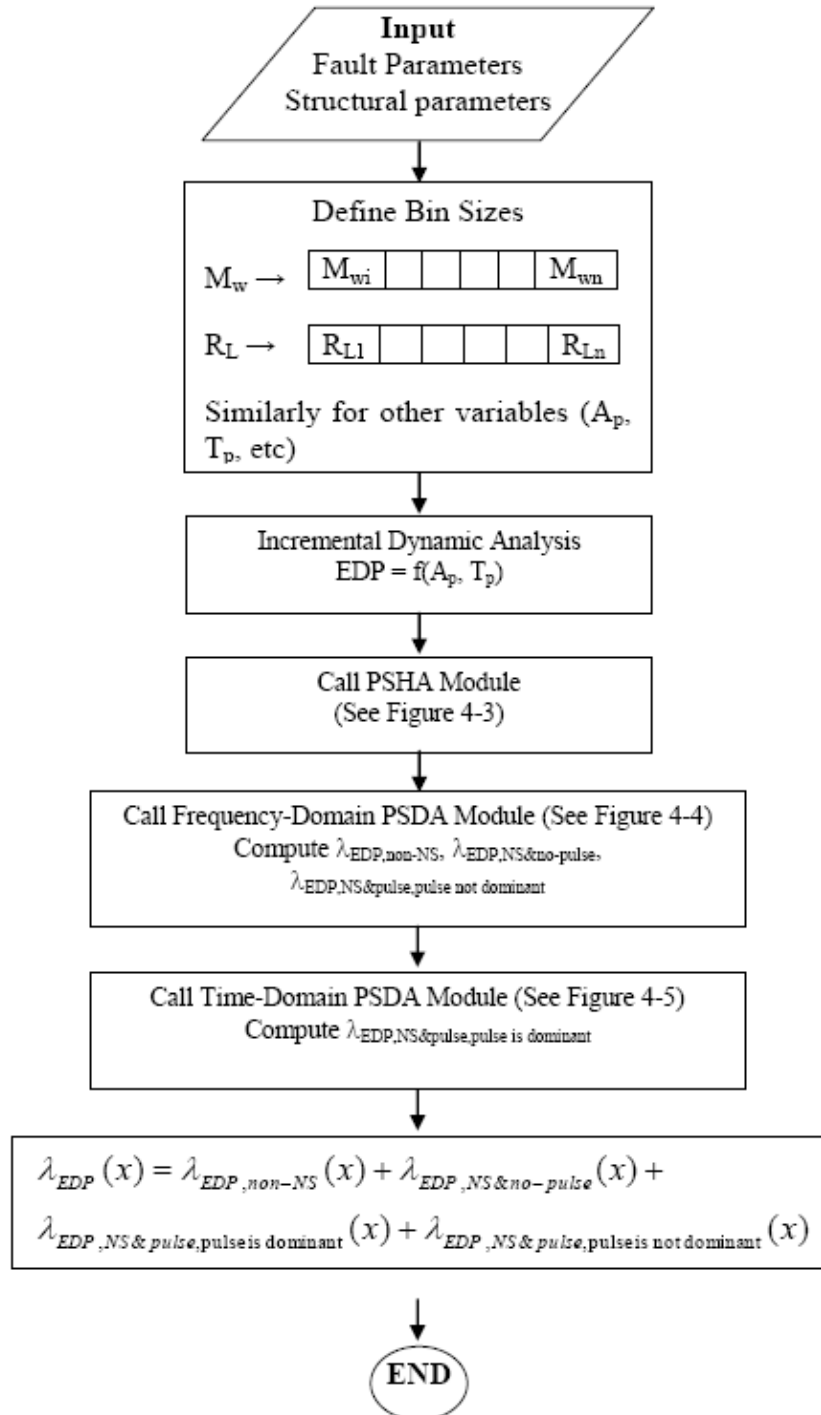 Input
Fault Parameters
Structural parameters
Define Bin Sizes
M_w → M_wi M_wn
R_L → R_L1 R_Ln
Similarly for other variables (A_p,
T_p, etc)
Incremental Dynamic Analysis
EDP = f(A_p, T_p)
Call PSHA Module
(See Figure 4-3)
Call Frequency-Domain PSDA Module (See Figure 4-4)
Compute λ_EDP,non-NS, λ_EDP,NS&no-pulse,
λ_EDP,NS&pulse,pulse not dominant
Call Time-Domain PSDA Module (See Figure 4-5)
Compute λ_EDP,NS&pulse,pulse is dominant
λ_EDP (x) = λ_EDP,non–NS (x) + λ_EDP,NS&no–pulse (x) +
λ_EDP,NS&pulse,pulse is dominant (x) + λ_EDP,NS&pulse,pulse is not dominant (x)
END